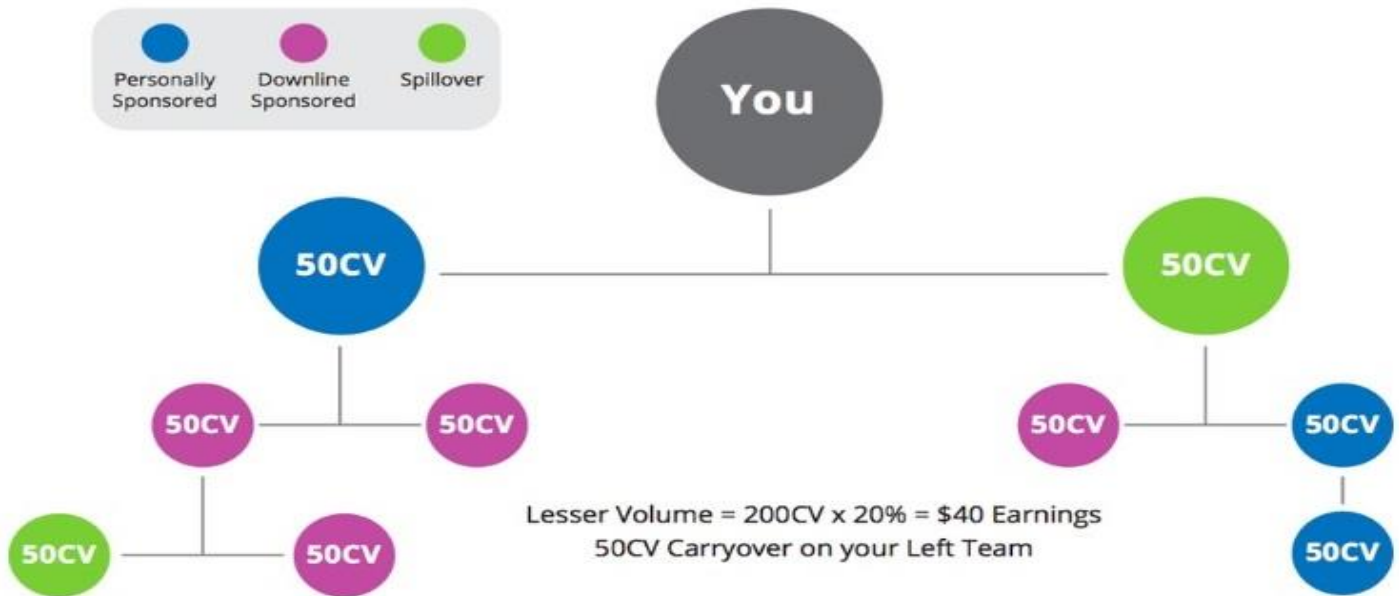 Personally
Sponsored
Downline
Sponsored
Spillover
You
50CV
50CV
50CV
50CV
50CV
50CV
50CV
50CV
50CV
Lesser Volume = 200CV x 20% = $40 Earnings
50CV Carryover on your Left Team